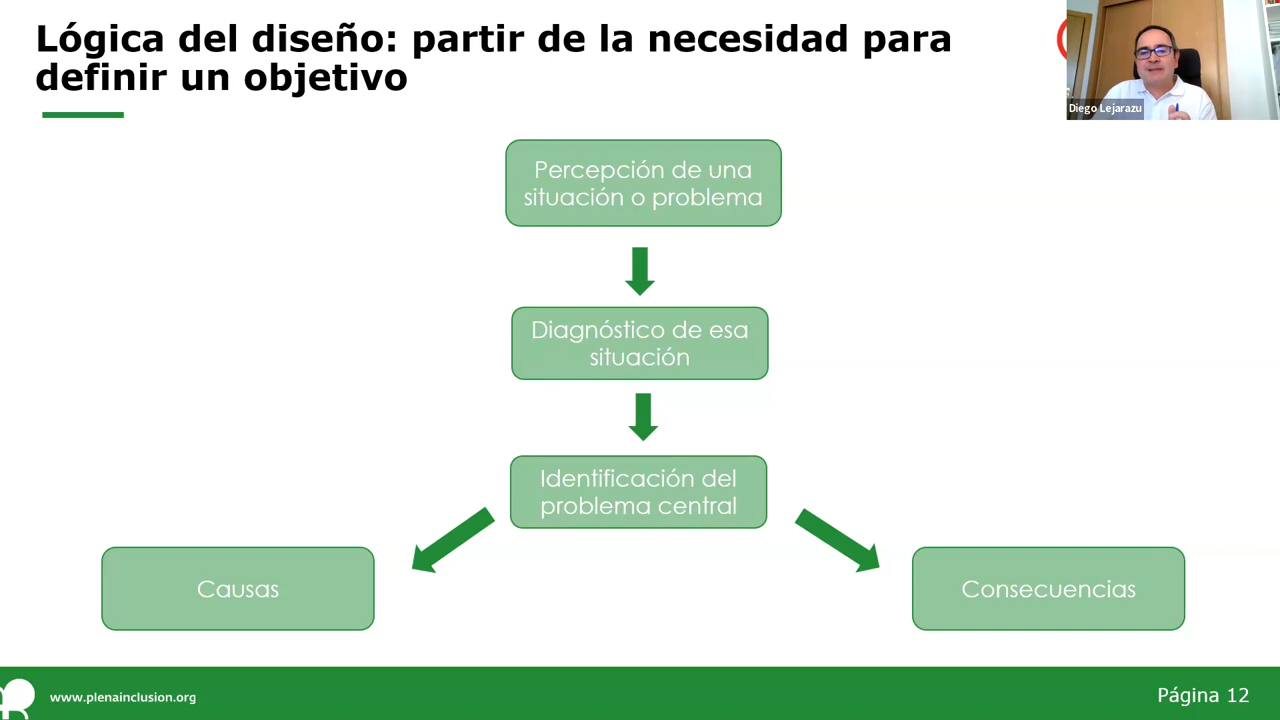 Lógica del diseño: partir de la necesidad para
definir un objetivo
Diego Lejarazu
Percepción de una
situación o problema
Diagnóstico de esa
situación
Identificación del
problema central
Causas
Consecuencias
www.plenainclusion.org
Página 12